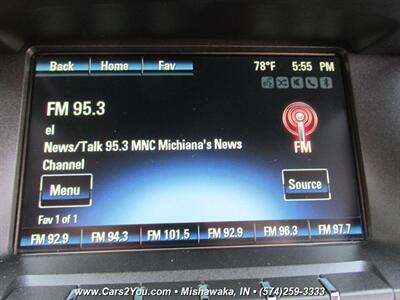 Back Home Fav 78°F 5:55 PM
FM 95.3
el
News/Talk 95.3 MNC Michiana's News
Channel
FM
Menu
Source
Fav 1 of 1
FM 92.9 FM 94.3 FM 101.5 FM 92.9 FM 96.3 FM 97.7
www.Cars2You.com • Mishawaka, IN • (574)259-3333